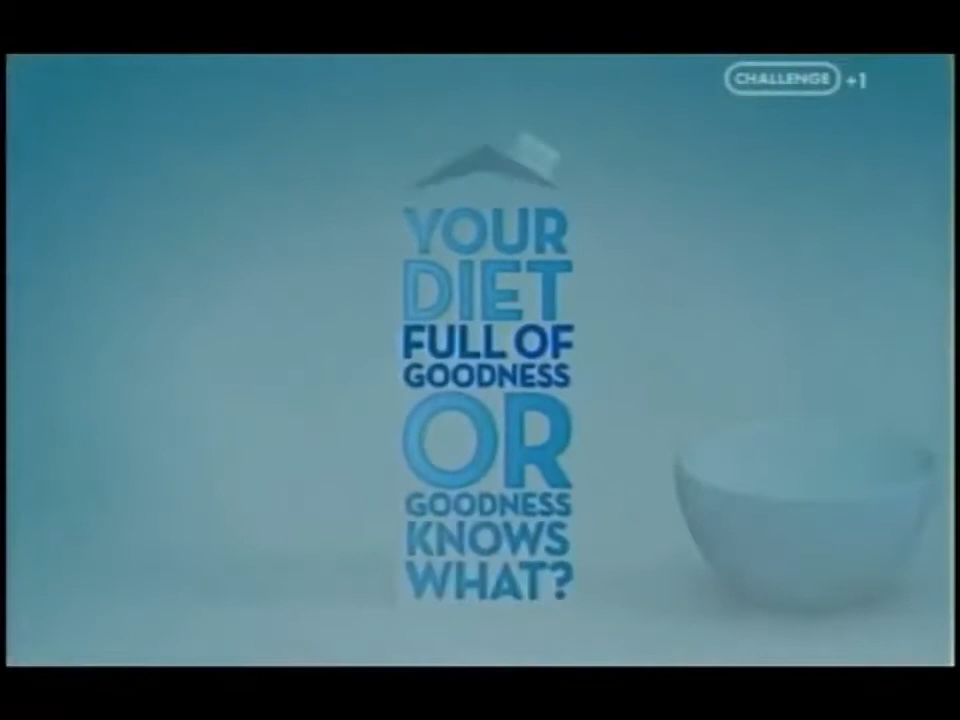 CHALLENGE +1
YOUR
DIET
FULL OF
GOODNESS
OR
GOODNESS
KNOWS
WHAT?